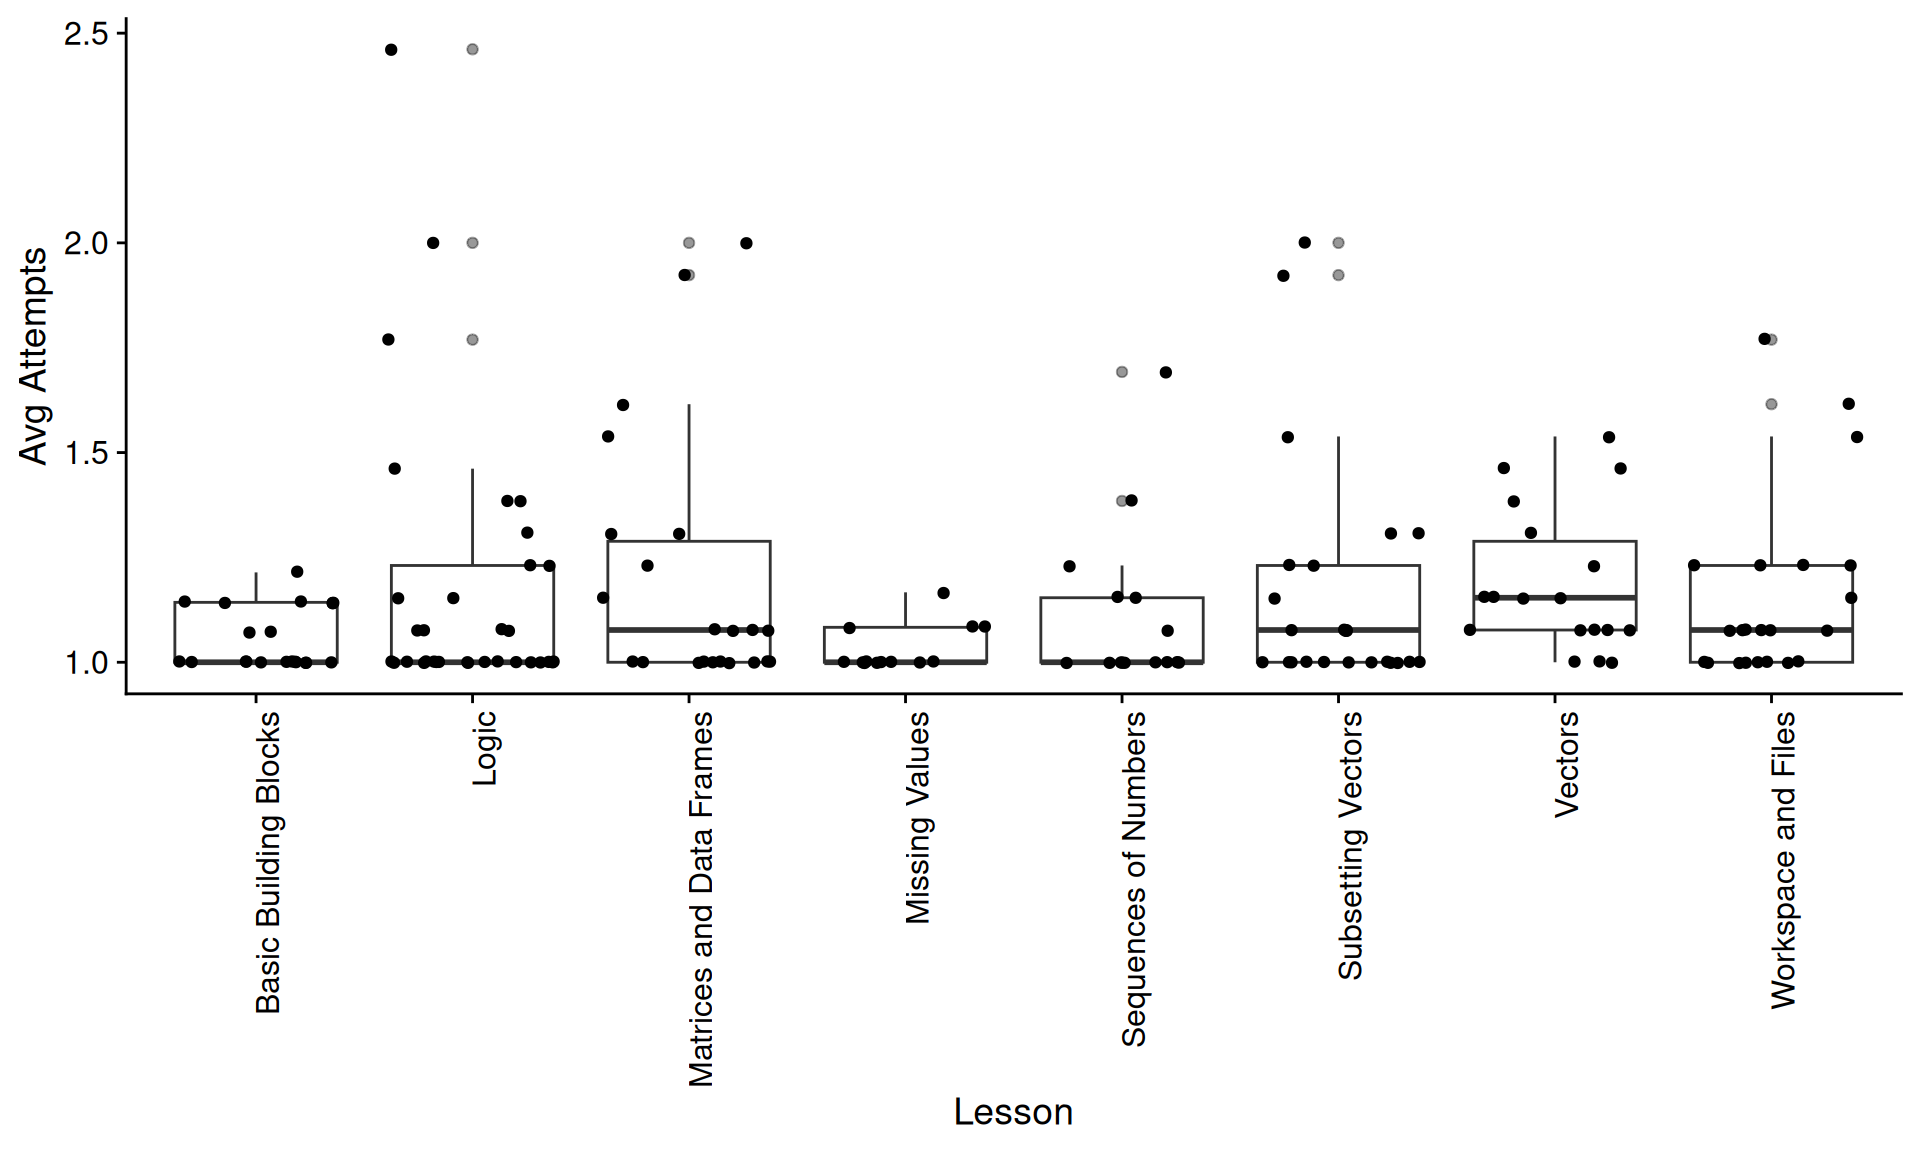 Avg Attempts
2.5
2.0
1.5
1.0
Basic Building Blocks
Logic
Matrices and Data Frames
Missing Values
Sequences of Numbers
Subsetting Vectors
Vectors
Workspace and Files
Lesson